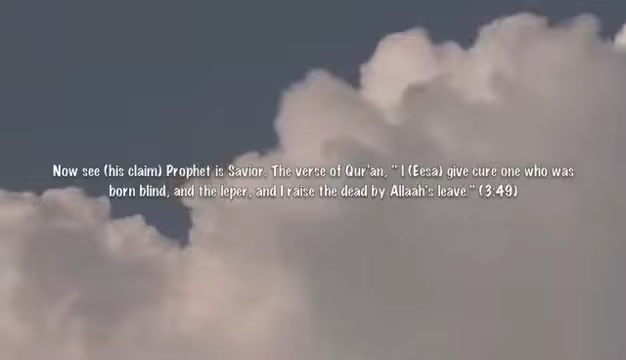 Now see (his claim) Prophet is Savior. The verse of Qur'an, " I (Eesa) give cure one who was
born blind, and the leper, and I raise the dead by Allaah's leave." (3:49)